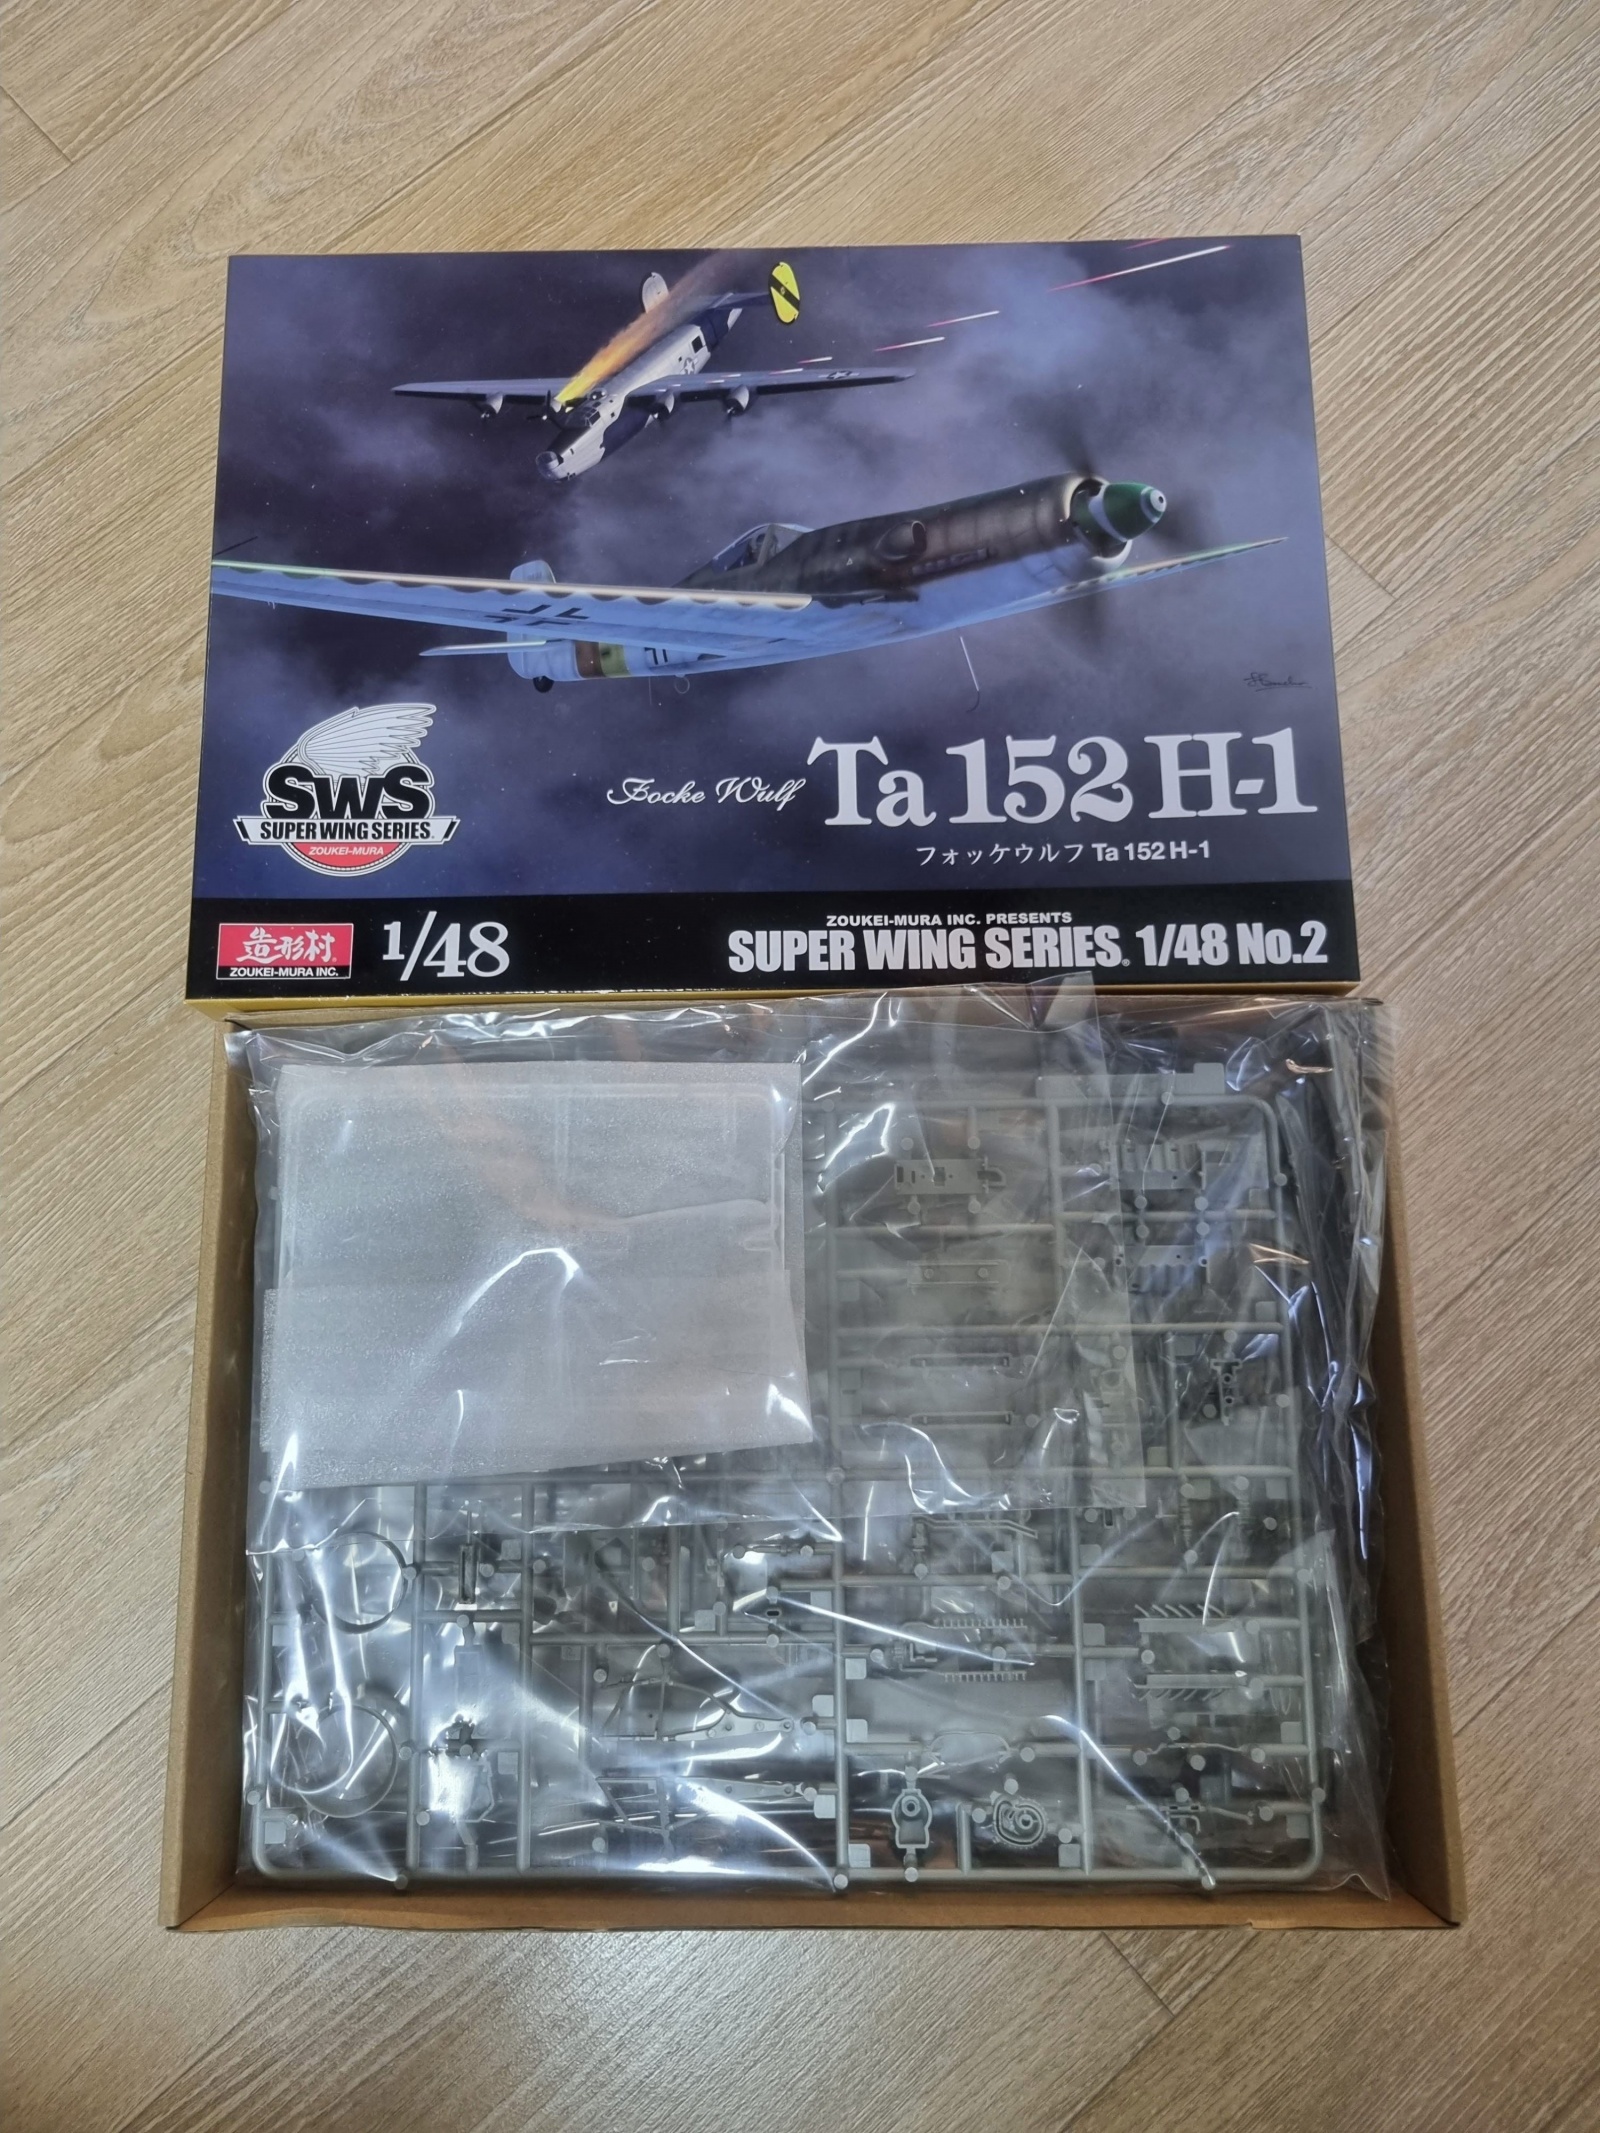 SWS
SUPER WING SERIES
ZOUKEI-MURA
Focke Wulf Ta 152 H-1
フォッケウルフ Ta 152 H-1
造形村
ZOUKEI-MURA INC.
1/48
ZOUKEI-MURA INC. PRESENTS
SUPER WING SERIES® 1/48 No.2